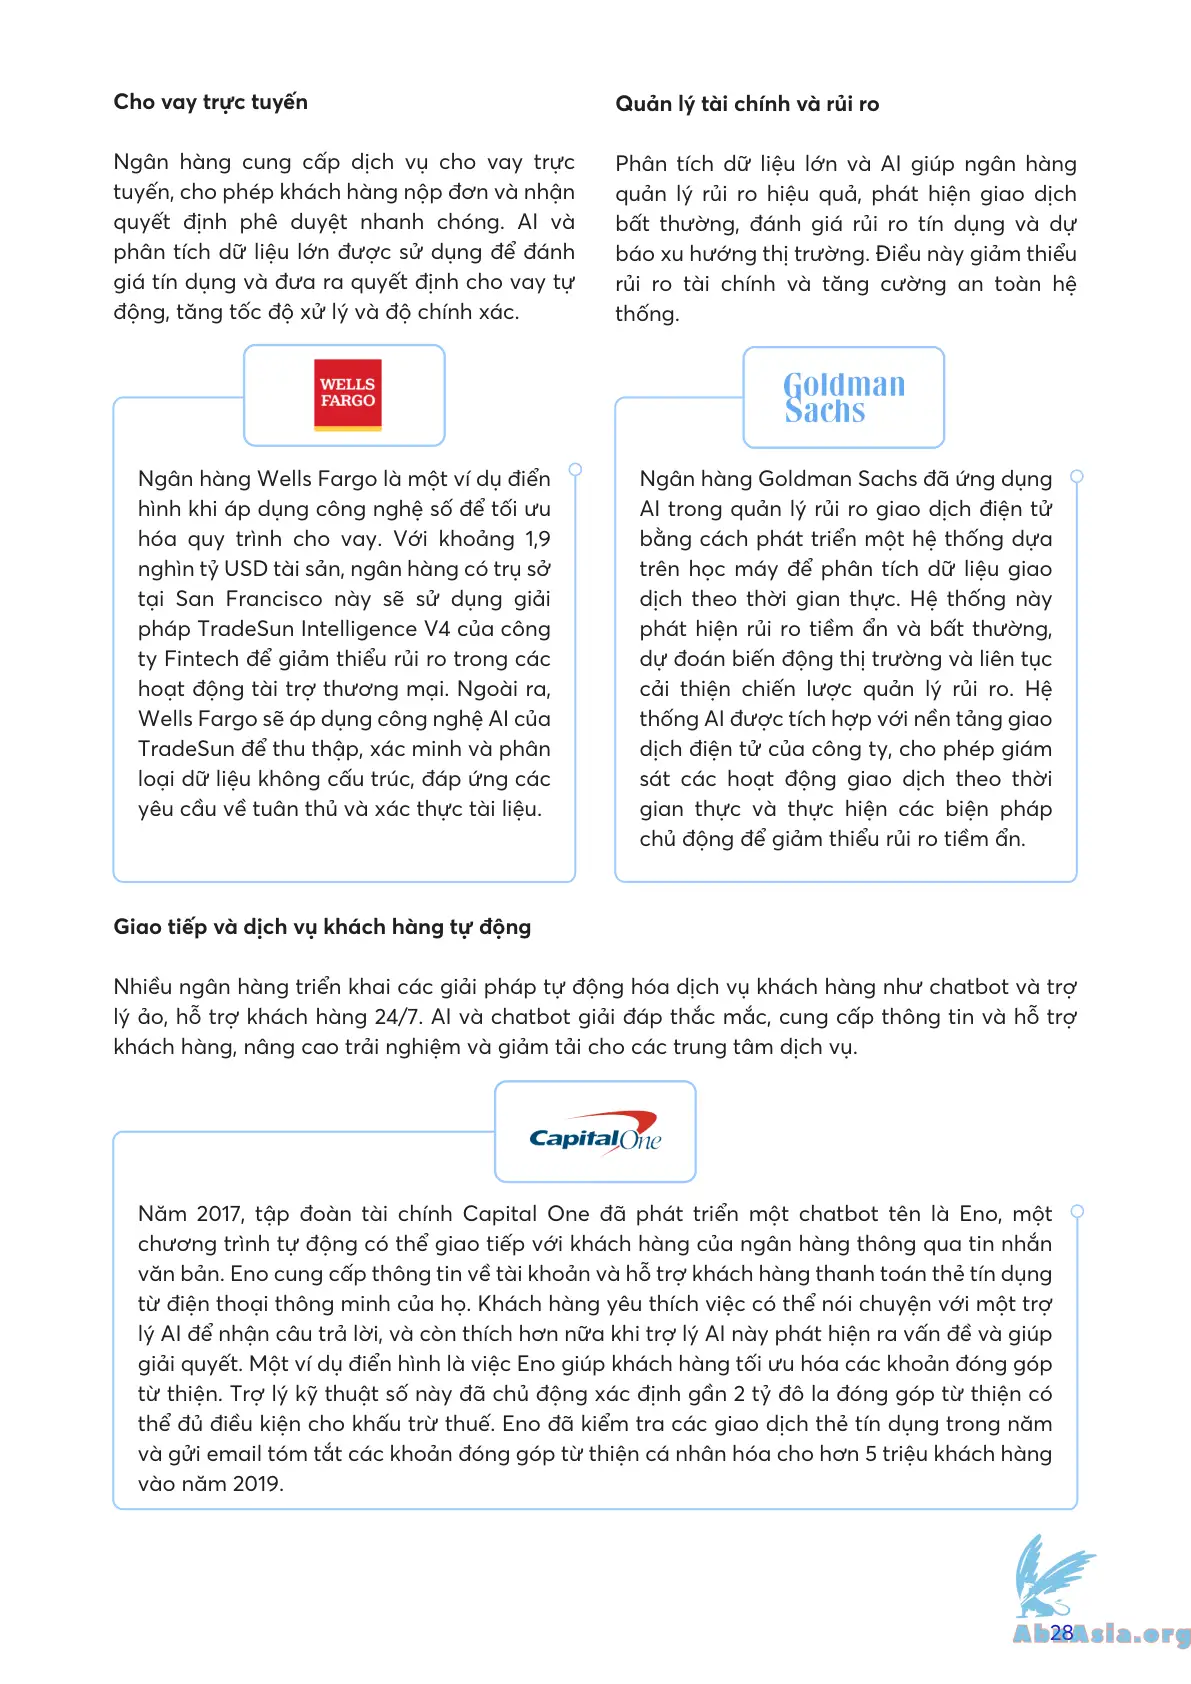 Cho vay trực tuyến
Ngân hàng cung cấp dịch vụ cho vay trực
tuyến, cho phép khách hàng nộp đơn và nhận
quyết định phê duyệt nhanh chóng. AI và
phân tích dữ liệu lớn được sử dụng để đánh
giá tín dụng và đưa ra quyết định cho vay tự
động, tăng tốc độ xử lý và độ chính xác.
WELLS
FARGO
Ngân hàng Wells Fargo là một ví dụ điển
hình khi áp dụng công nghệ số để tối ưu
hóa quy trình cho vay. Với khoảng 1,9
nghìn tỷ USD tài sản, ngân hàng có trụ sở
tại San Francisco này sẽ sử dụng giải
pháp TradeSun Intelligence V4 của công
ty Fintech để giảm thiểu rủi ro trong các
hoạt động tài trợ thương mại. Ngoài ra,
Wells Fargo sẽ áp dụng công nghệ AI của
TradeSun để thu thập, xác minh và phân
loại dữ liệu không cấu trúc, đáp ứng các
yêu cầu về tuân thủ và xác thực tài liệu.
Quản lý tài chính và rủi ro
Phân tích dữ liệu lớn và AI giúp ngân hàng
quản lý rủi ro hiệu quả, phát hiện giao dịch
bất thường, đánh giá rủi ro tín dụng và dự
báo xu hướng thị trường. Điều này giảm thiểu
rủi ro tài chính và tăng cường an toàn hệ
thống.
Goldman
Sachs
Ngân hàng Goldman Sachs đã ứng dụng
AI trong quản lý rủi ro giao dịch điện tử
bằng cách phát triển một hệ thống dựa
trên học máy để phân tích dữ liệu giao
dịch theo thời gian thực. Hệ thống này
phát hiện rủi ro tiềm ẩn và bất thường,
dự đoán biến động thị trường và liên tục
cải thiện chiến lược quản lý rủi ro. Hệ
thống AI được tích hợp với nền tảng giao
dịch điện tử của công ty, cho phép giám
sát các hoạt động giao dịch theo thời
gian thực và thực hiện các biện pháp
chủ động để giảm thiểu rủi ro tiềm ẩn.
Giao tiếp và dịch vụ khách hàng tự động
Nhiều ngân hàng triển khai các giải pháp tự động hóa dịch vụ khách hàng như chatbot và trợ
lý ảo, hỗ trợ khách hàng 24/7. AI và chatbot giải đáp thắc mắc, cung cấp thông tin và hỗ trợ
khách hàng, nâng cao trải nghiệm và giảm tải cho các trung tâm dịch vụ.
CapitalOne
Năm 2017, tập đoàn tài chính Capital One đã phát triển một chatbot tên là Eno, một
chương trình tự động có thể giao tiếp với khách hàng của ngân hàng thông qua tin nhắn
văn bản. Eno cung cấp thông tin về tài khoản và hỗ trợ khách hàng thanh toán thẻ tín dụng
từ điện thoại thông minh của họ. Khách hàng yêu thích việc có thể nói chuyện với một trợ
lý AI để nhận câu trả lời, và còn thích hơn nữa khi trợ lý AI này phát hiện ra vấn đề và giúp
giải quyết. Một ví dụ điển hình là việc Eno giúp khách hàng tối ưu hóa các khoản đóng góp
từ thiện. Trợ lý kỹ thuật số này đã chủ động xác định gần 2 tỷ đô la đóng góp từ thiện có
thể đủ điều kiện cho khấu trừ thuế. Eno đã kiểm tra các giao dịch thẻ tín dụng trong năm
và gửi email tóm tắt các khoản đóng góp từ thiện cá nhân hóa cho hơn 5 triệu khách hàng
vào năm 2019.
28